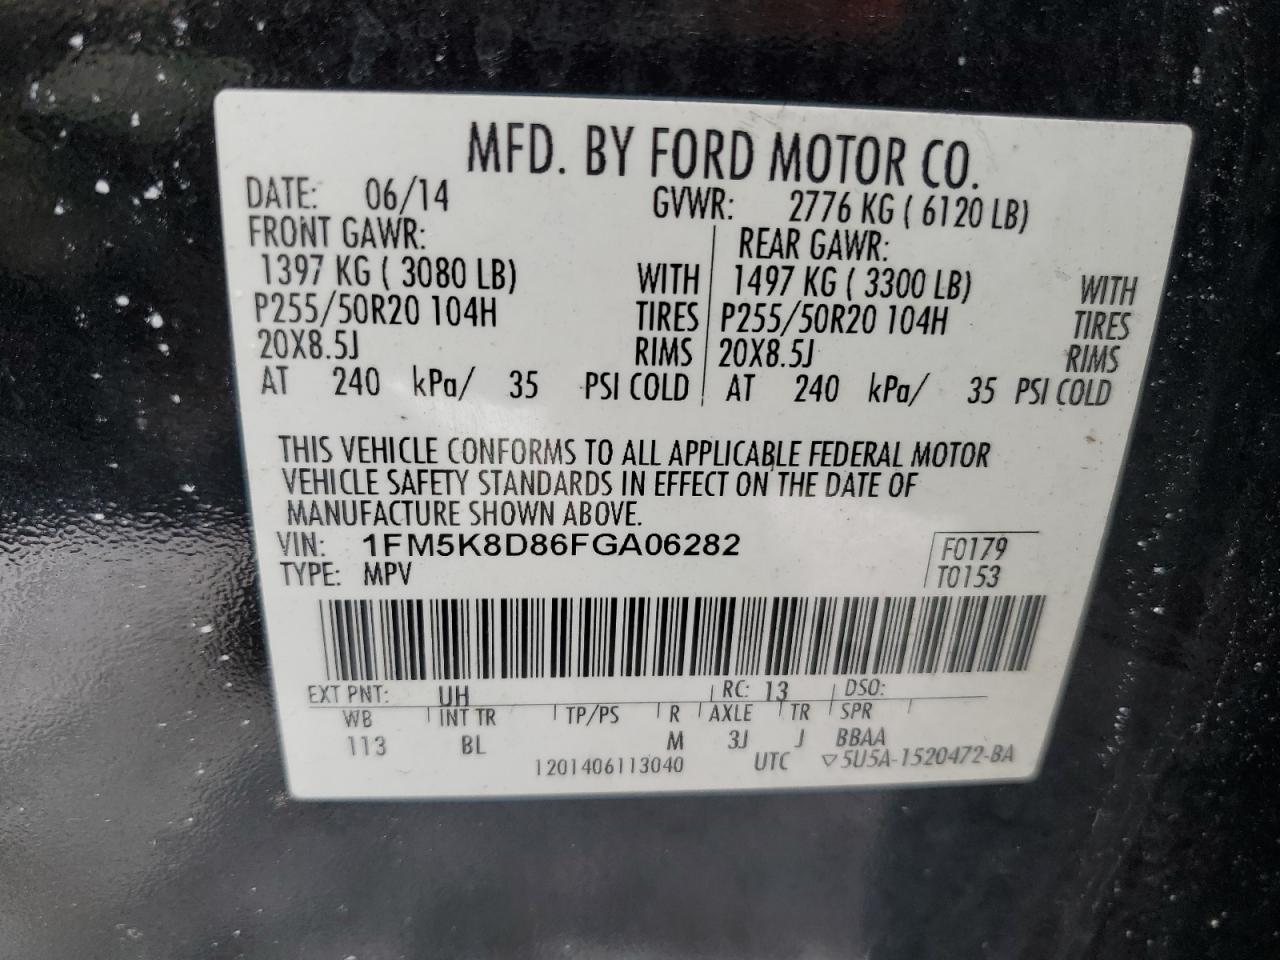 MFD. BY FORD MOTOR CO.
DATE: 06/14 GVWR: 2776 KG ( 6120 LB)
FRONT GAWR: REAR GAWR:
1397 KG ( 3080 LB) WITH 1497 KG ( 3300 LB) WITH
P255/50R20 104H TIRES P255/50R20 104H TIRES
20X8.5J RIMS 20X8.5J RIMS
AT 240 kPa/ 35 PSI COLD AT 240 kPa/ 35 PSI COLD
THIS VEHICLE CONFORMS TO ALL APPLICABLE FEDERAL MOTOR
VEHICLE SAFETY STANDARDS IN EFFECT ON THE DATE OF
MANUFACTURE SHOWN ABOVE.
VIN: 1FM5K8D86FGA06282 F0179
TYPE: MPV T0153
EXT PNT: UH RC: 13 DSO:
WB INT TR TP/PS R AXLE TR SPR
113 BL M 3J J BBAA
1201406113040 UTC ▽5U5A-1520472-BA